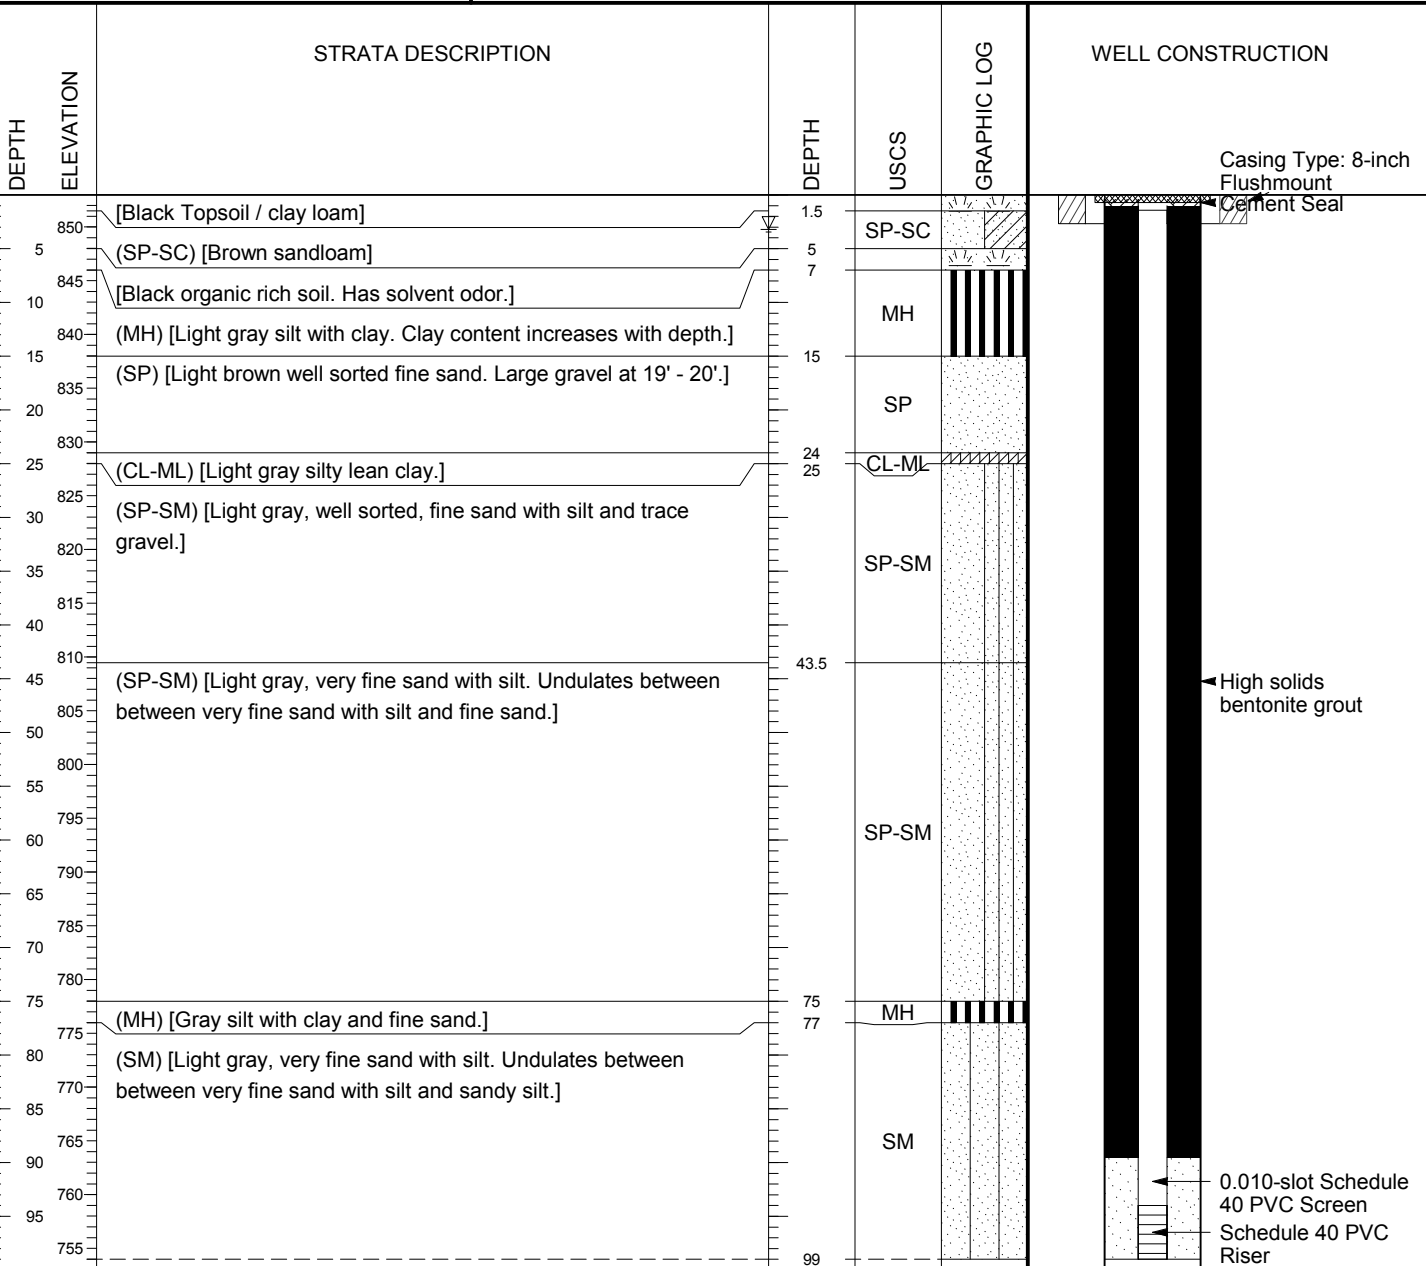 DEPTH
ELEVATION
STRATA DESCRIPTION
DEPTH
USCS
GRAPHIC LOG
WELL CONSTRUCTION
Casing Type: 8-inch
Flushmount
Cement Seal
[Black Topsoil / clay loam]
1.5
850
SP-SC
5
(SP-SC) [Brown sandloam]
5
7
845
[Black organic rich soil. Has solvent odor.]
10
MH
840
(MH) [Light gray silt with clay. Clay content increases with depth.]
15
15
(SP) [Light brown well sorted fine sand. Large gravel at 19' - 20'.]
835
20
SP
830
24
25
(CL-ML) [Light gray silty lean clay.]
25
CL-ML
825
(SP-SM) [Light gray, well sorted, fine sand with silt and trace
gravel.]
30
820
SP-SM
35
815
40
810
43.5
45
(SP-SM) [Light gray, very fine sand with silt. Undulates between
between very fine sand with silt and fine sand.]
High solids
bentonite grout
805
50
800
55
795
60
SP-SM
790
65
785
70
780
75
75
(MH) [Gray silt with clay and fine sand.]
MH
77
775
80
(SM) [Light gray, very fine sand with silt. Undulates between
between very fine sand with silt and sandy silt.]
770
85
765
SM
90
0.010-slot Schedule
40 PVC Screen
760
95
Schedule 40 PVC
Riser
755
99